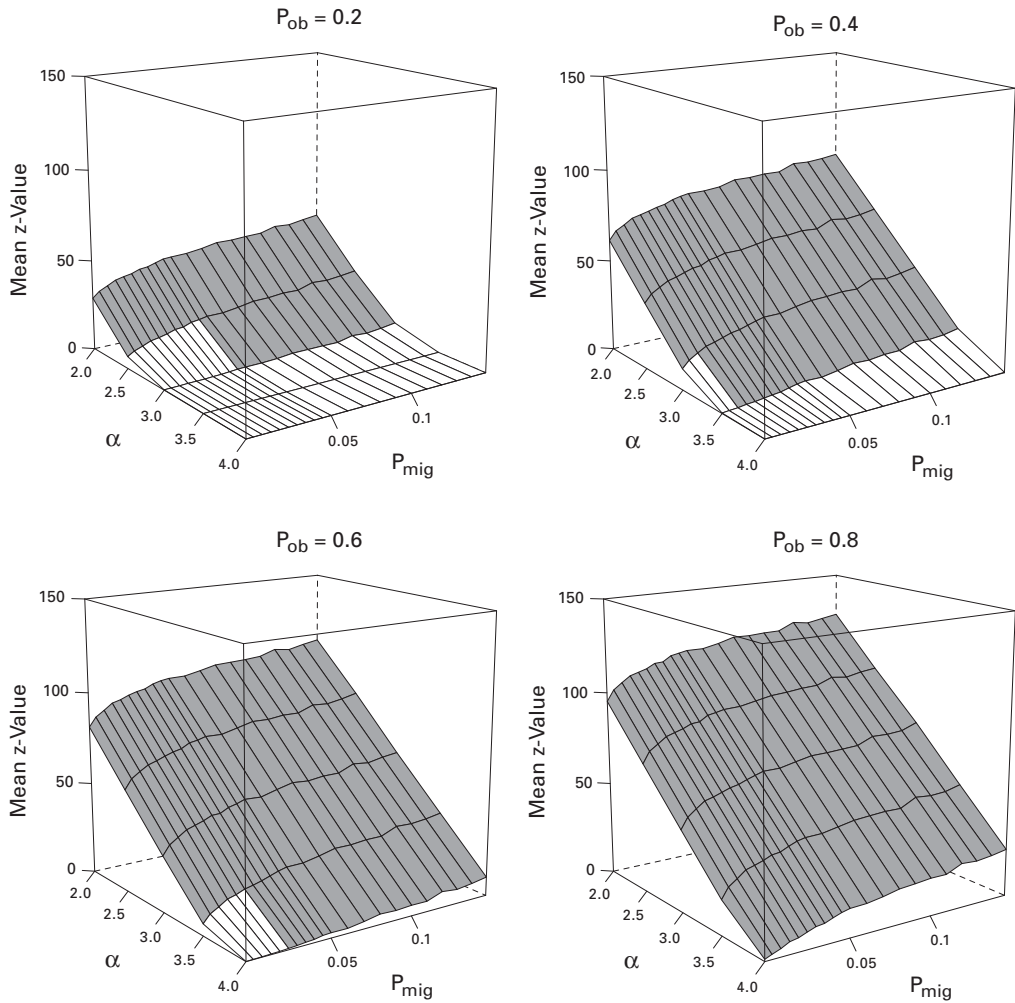 P_ob = 0.2
150
100
50
0
Mean z-Value
2.0
2.5
3.0
3.5
4.0
α
0.05
0.1
P_mig
P_ob = 0.4
150
100
50
0
Mean z-Value
2.0
2.5
3.0
3.5
4.0
α
0.05
0.1
P_mig
P_ob = 0.6
150
100
50
0
Mean z-Value
2.0
2.5
3.0
3.5
4.0
α
0.05
0.1
P_mig
P_ob = 0.8
150
100
50
0
Mean z-Value
2.0
2.5
3.0
3.5
4.0
α
0.05
0.1
P_mig